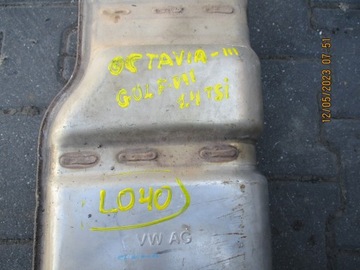 OCTAVIA-III
GOLF VII
1.4 TSI
L040
VW AG
12/05/2023 07:51